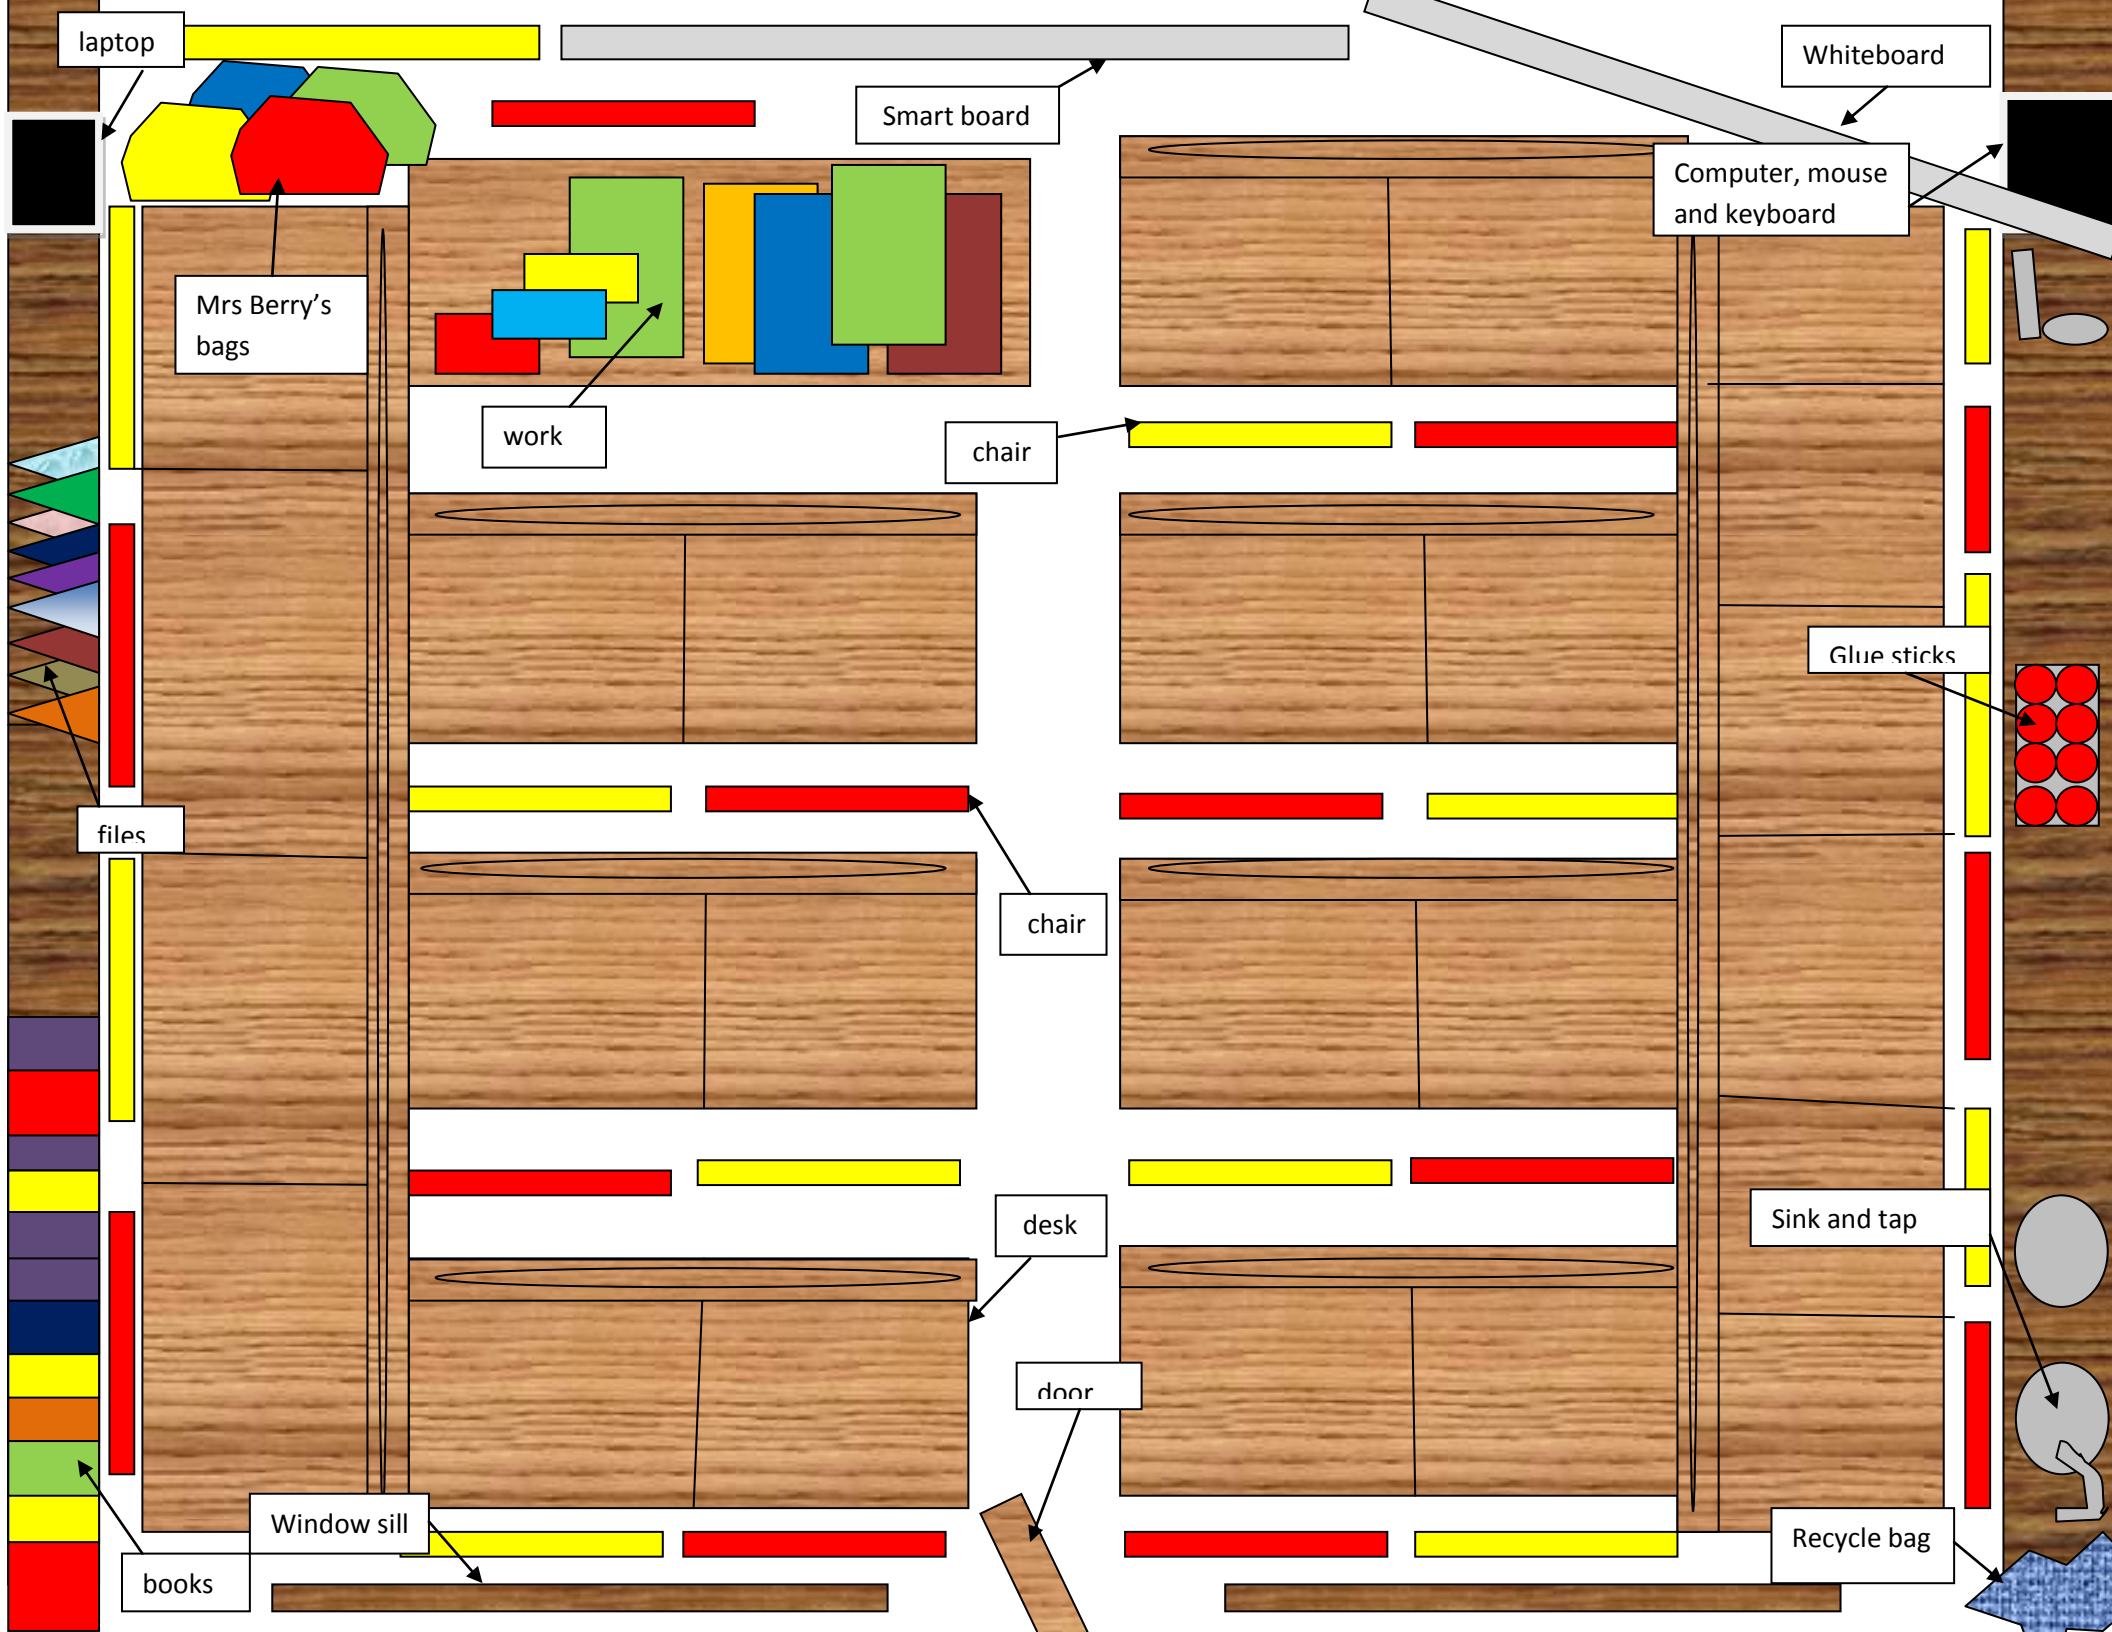 laptop
Whiteboard
Smart board
Computer, mouse
and keyboard
Mrs Berry's
bags
work
chair
Glue sticks
files
chair
Sink and tap
desk
door
Window sill
Recycle bag
books